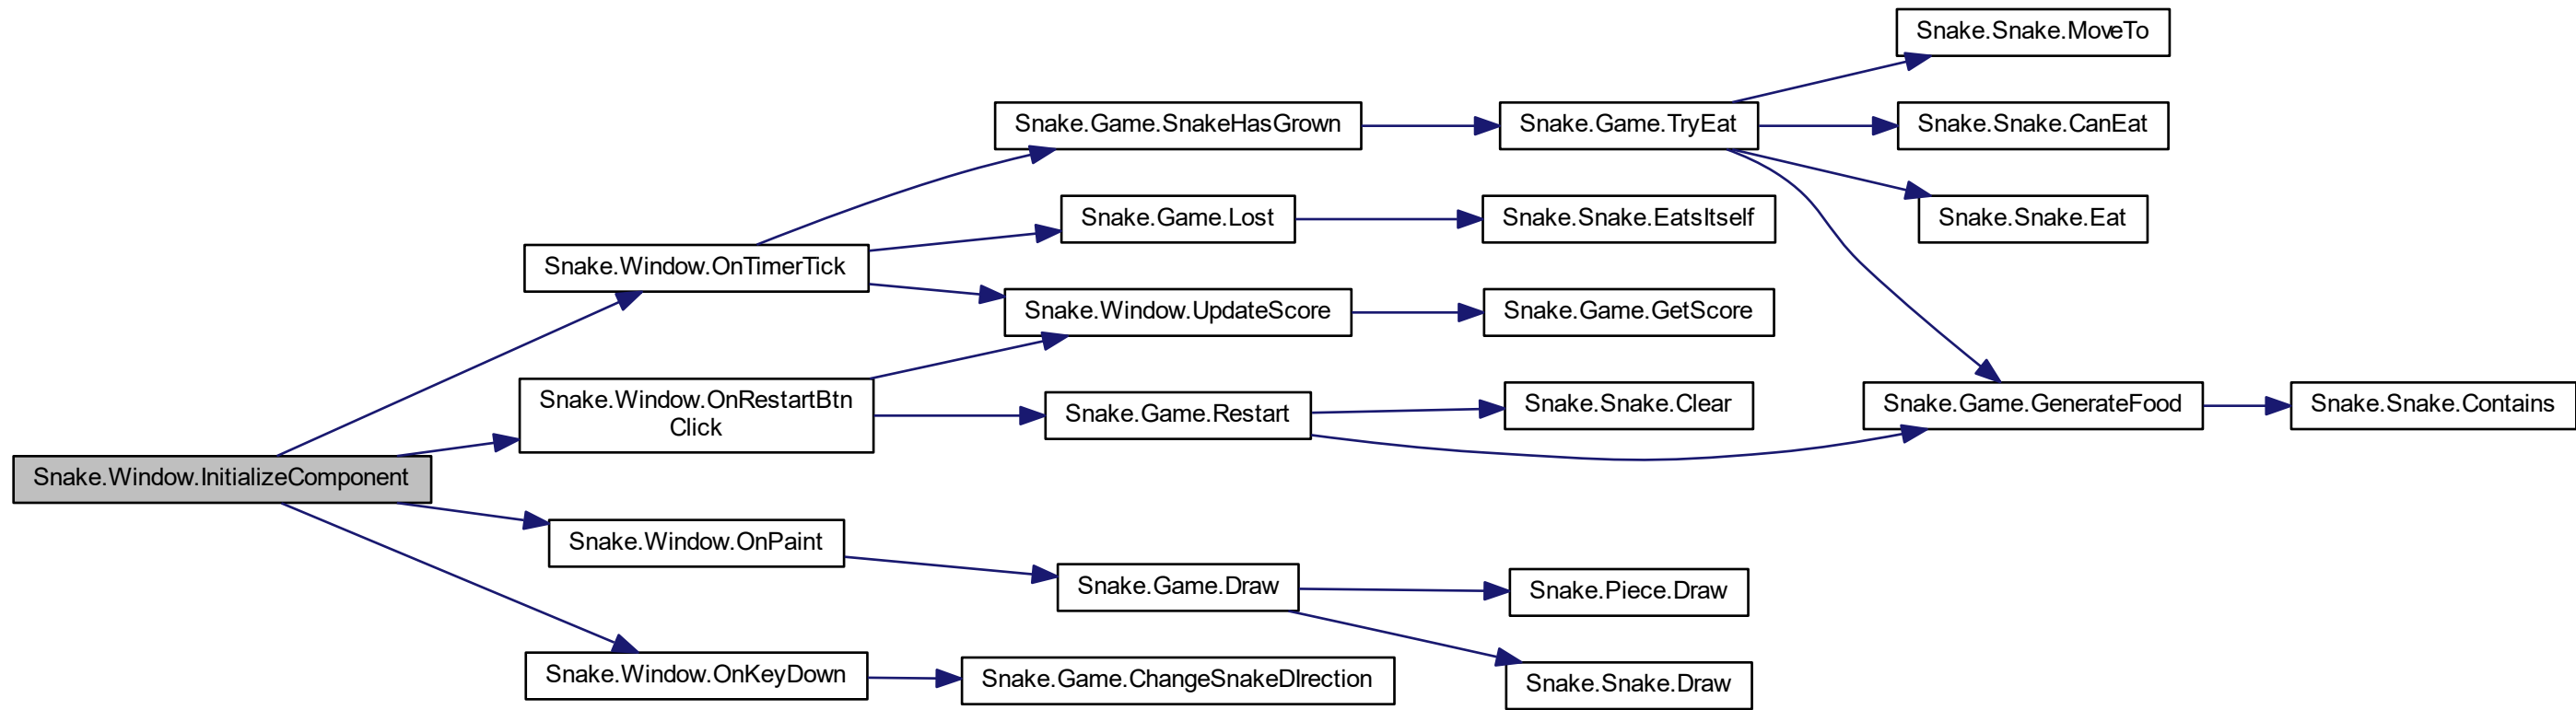 Snake.Window.InitializeComponent
Snake.Window.OnTimerTick
Snake.Window.OnRestartBtn
Click
Snake.Window.OnPaint
Snake.Window.OnKeyDown
Snake.Game.SnakeHasGrown
Snake.Game.Lost
Snake.Window.UpdateScore
Snake.Game.Restart
Snake.Game.Draw
Snake.Game.ChangeSnakeDIrection
Snake.Game.TryEat
Snake.Snake.EatsItself
Snake.Game.GetScore
Snake.Snake.Clear
Snake.Piece.Draw
Snake.Snake.Draw
Snake.Snake.MoveTo
Snake.Snake.CanEat
Snake.Snake.Eat
Snake.Game.GenerateFood
Snake.Snake.Contains